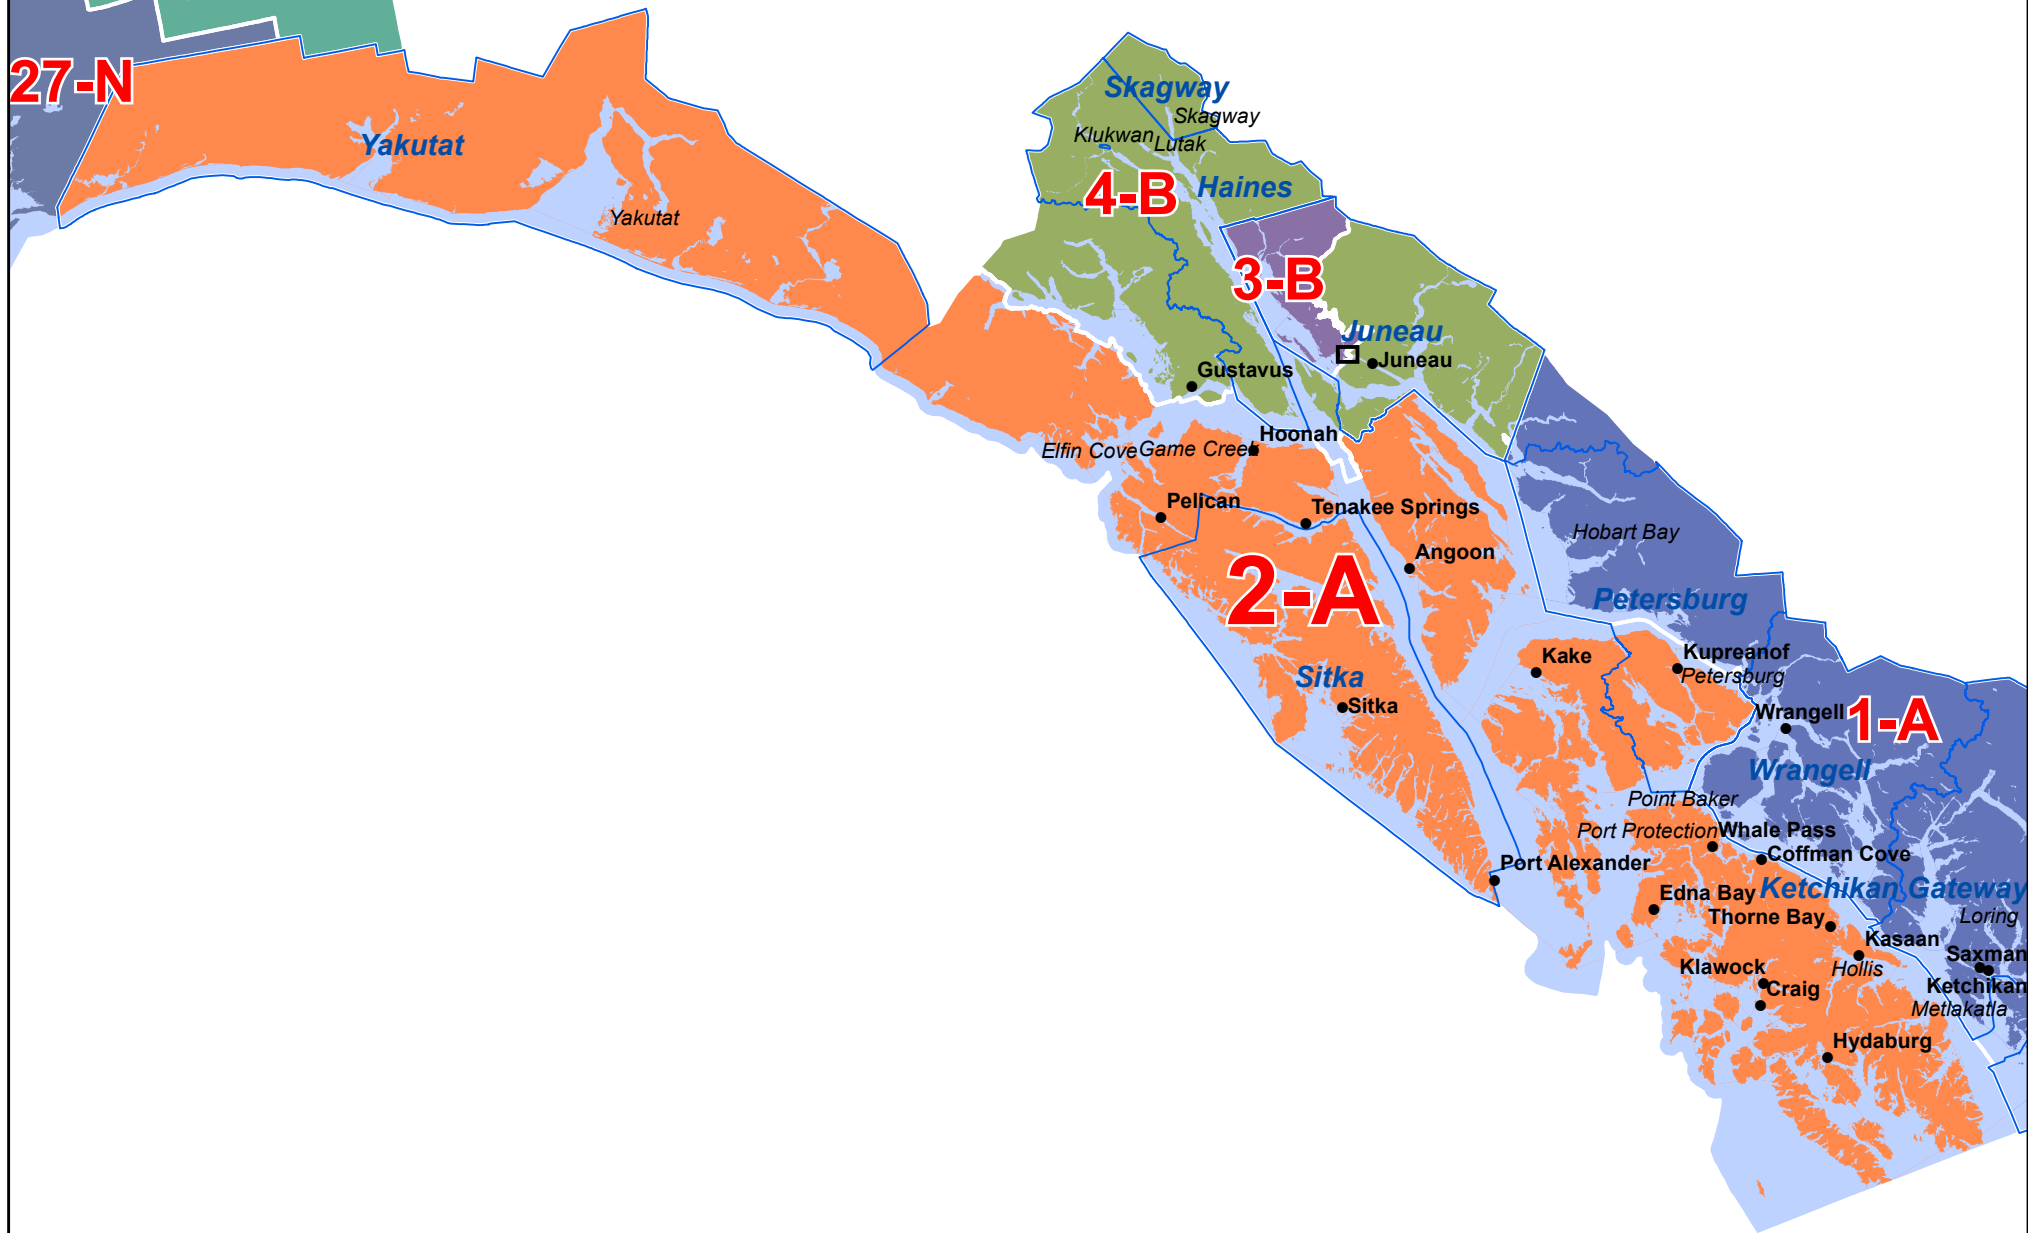 27-N
Yakutat
Yakutat
Skagway
Skagway
Klukwan
Lutak
4-B
Haines
3-B
Juneau
Juneau
Gustavus
Hoonah
Elfin Cove
Game Creek
Pelican
Tenakee Springs
Angoon
Hobart Bay
2-A
Petersburg
Kake
Kupreanof
Petersburg
Sitka
Sitka
Wrangell
1-A
Wrangell
Point Baker
Port Protection
Whale Pass
Coffman Cove
Port Alexander
Edna Bay
Ketchikan Gateway
Thorne Bay
Loring
Kasaan
Saxman
Klawock
Hollis
Craig
Ketchikan
Metlakatla
Hydaburg